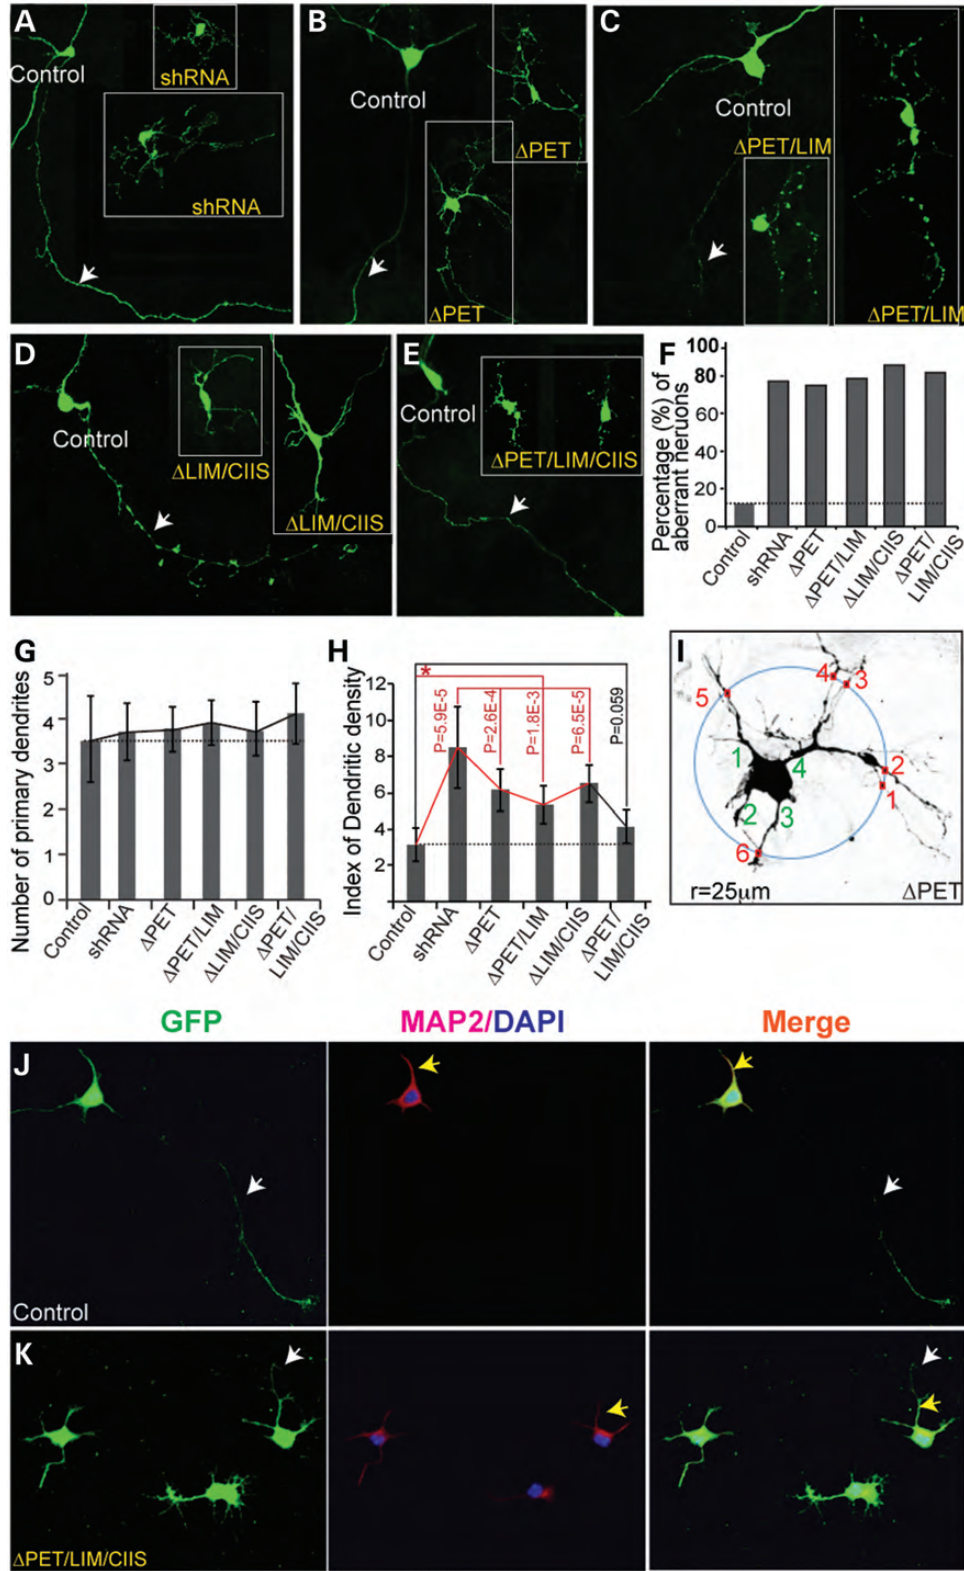 A
Control
shRNA
shRNA
B
Control
ΔPET
ΔPET
C
Control
ΔPET/LIM
ΔPET/LIM
D
Control
ΔLIM/CIIS
ΔLIM/CIIS
E
Control
ΔPET/LIM/CIIS
F
Percentage (%) of
aberrant neruons
100
80
60
40
20
0
Control
shRNA
ΔPET
ΔPET/LIM
ΔLIM/CIIS
ΔPET/
LIM/CIIS
G
Number of primary dendrites
5
4
3
2
1
0
Control
shRNA
ΔPET
ΔPET/LIM
ΔLIM/CIIS
ΔPET/
LIM/CIIS
H
Index of Dendritic density
12
10
8
6
4
2
*
P=5.9E-5
P=2.6E-4
P=1.8E-3
P=6.5E-5
P=0.059
Control
shRNA
ΔPET
ΔPET/LIM
ΔLIM/CIIS
ΔPET/
LIM/CIIS
I
4
3
5
1
4
2
1
2
3
6
r=25μm
ΔPET
GFP
MAP2/DAPI
Merge
J
Control
K
ΔPET/LIM/CIIS